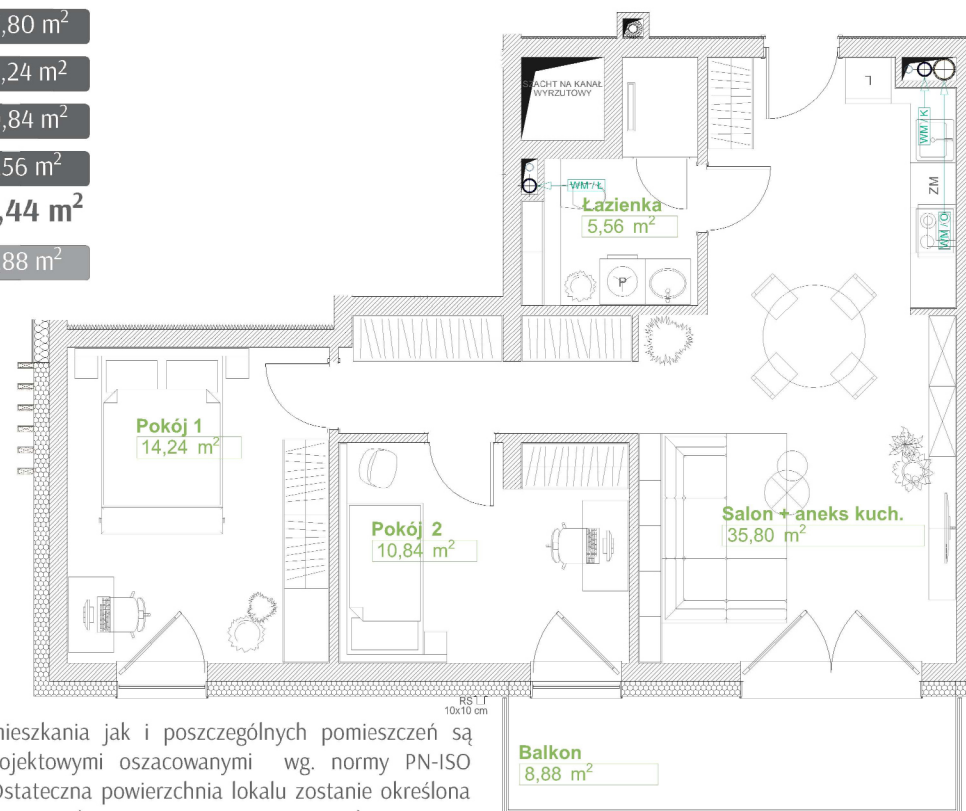 ,80 m²
,24 m²
,84 m²
,56 m²
,44 m²
,88 m²
SZACHT NA KANAŁ
WYRZUTOWY
L
WM / K
ZM
WM / O
WM / Ł
Łazienka
5,56 m²
P
Pokój 1
14,24 m²
Pokój 2
10,84 m²
Salon + aneks kuch.
35,80 m²
RS
10x10 cm
Balkon
8,88 m²
mieszkania jak i poszczególnych pomieszczeń są
ojektowymi oszacowanymi wg. normy PN-ISO
Ostateczna powierzchnia lokalu zostanie określona